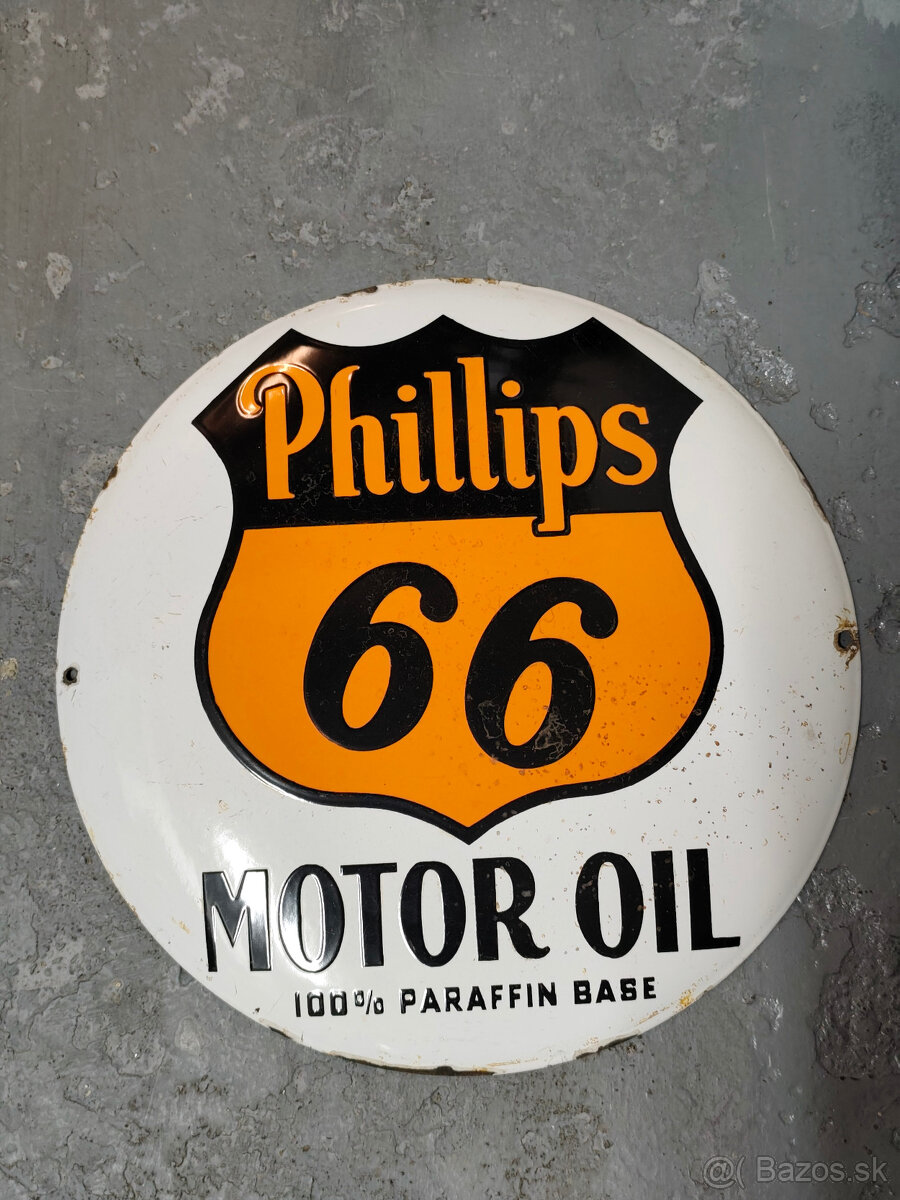 Phillips
66
MOTOR OIL
100% PARAFFIN BASE
@( Bazos.sk